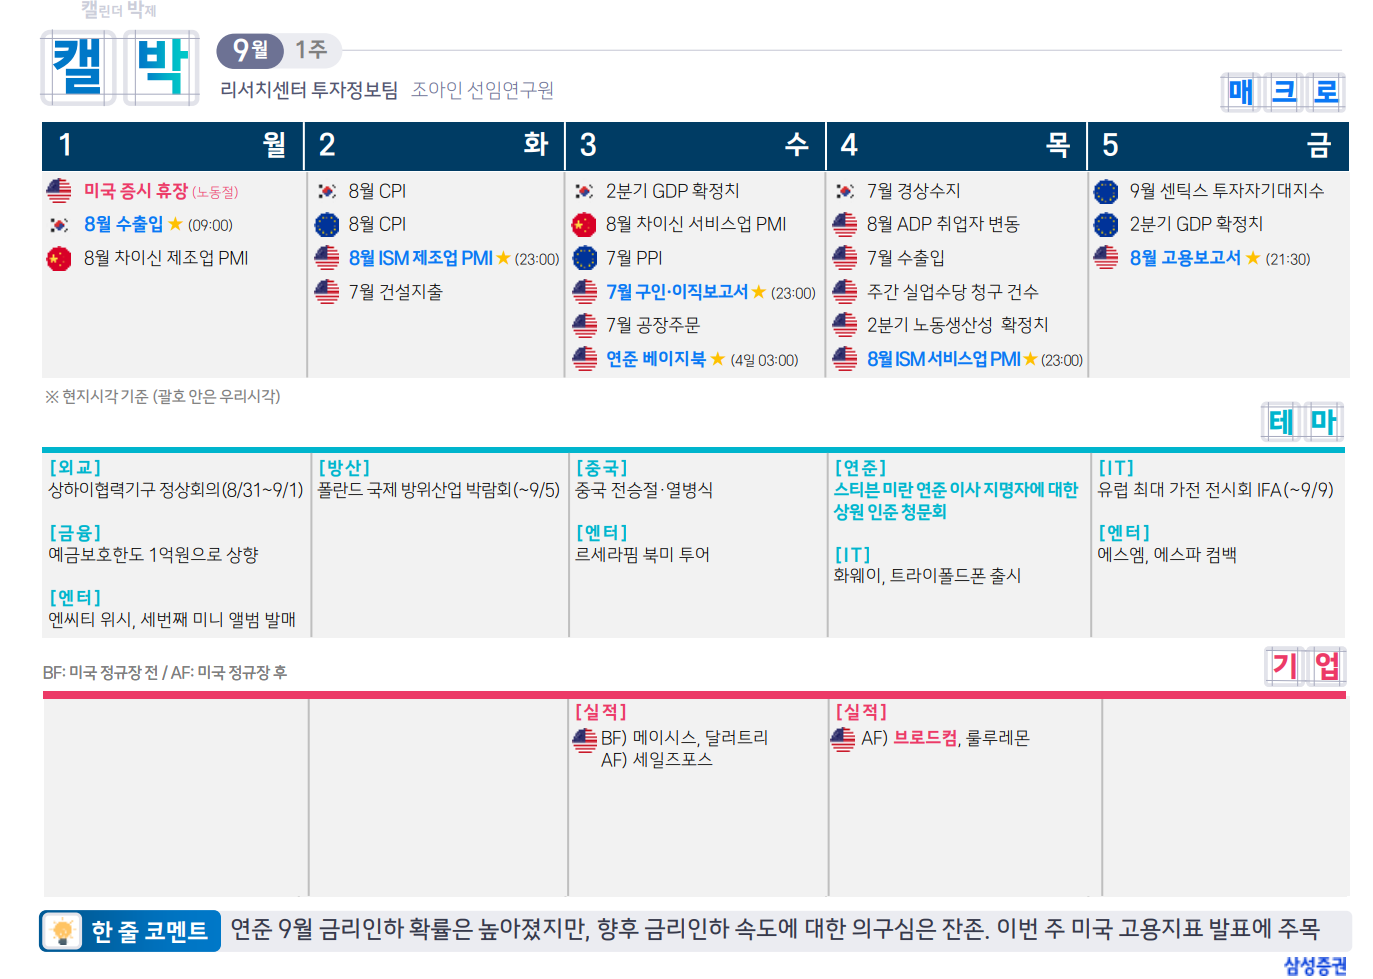 캘린더 박제
캘 박
9월 1주
리서치센터 투자정보팀 조아인 선임연구원
매크로
1 월
2 화
3 수
4 목
5 금
미국 증시 휴장 (노동절)
8월 수출입 ★ (09:00)
8월 차이신 제조업 PMI
8월 CPI
8월 CPI
8월 ISM 제조업 PMI ★ (23:00)
7월 건설지출
2분기 GDP 확정치
8월 차이신 서비스업 PMI
7월 PPI
7월 구인·이직보고서 ★ (23:00)
7월 공장주문
연준 베이지북 ★ (4일 03:00)
7월 경상수지
8월 ADP 취업자 변동
7월 수출입
주간 실업수당 청구 건수
2분기 노동생산성 확정치
8월 ISM 서비스업 PMI ★ (23:00)
9월 센틱스 투자자기대지수
2분기 GDP 확정치
8월 고용보고서 ★ (21:30)
※ 현지시각 기준 (괄호 안은 우리시각)
테마
[외교]
상하이협력기구 정상회의(8/31~9/1)
[금융]
예금보호한도 1억원으로 상향
[엔터]
엔씨티 위시, 세번째 미니 앨범 발매
[방산]
폴란드 국제 방위산업 박람회(~9/5)
[중국]
중국 전승절·열병식
[엔터]
르세라핌 북미 투어
[연준]
스티븐 미란 연준 이사 지명자에 대한
상원 인준 청문회
[IT]
화웨이, 트라이폴드폰 출시
[IT]
유럽 최대 가전 전시회 IFA(~9/9)
[엔터]
에스엠, 에스파 컴백
BF: 미국 정규장 전 / AF: 미국 정규장 후
기업
[실적]
BF) 메이시스, 달러트리
AF) 세일즈포스
[실적]
AF) 브로드컴, 룰루레몬
한 줄 코멘트
연준 9월 금리인하 확률은 높아졌지만, 향후 금리인하 속도에 대한 의구심은 잔존. 이번 주 미국 고용지표 발표에 주목
삼성증권